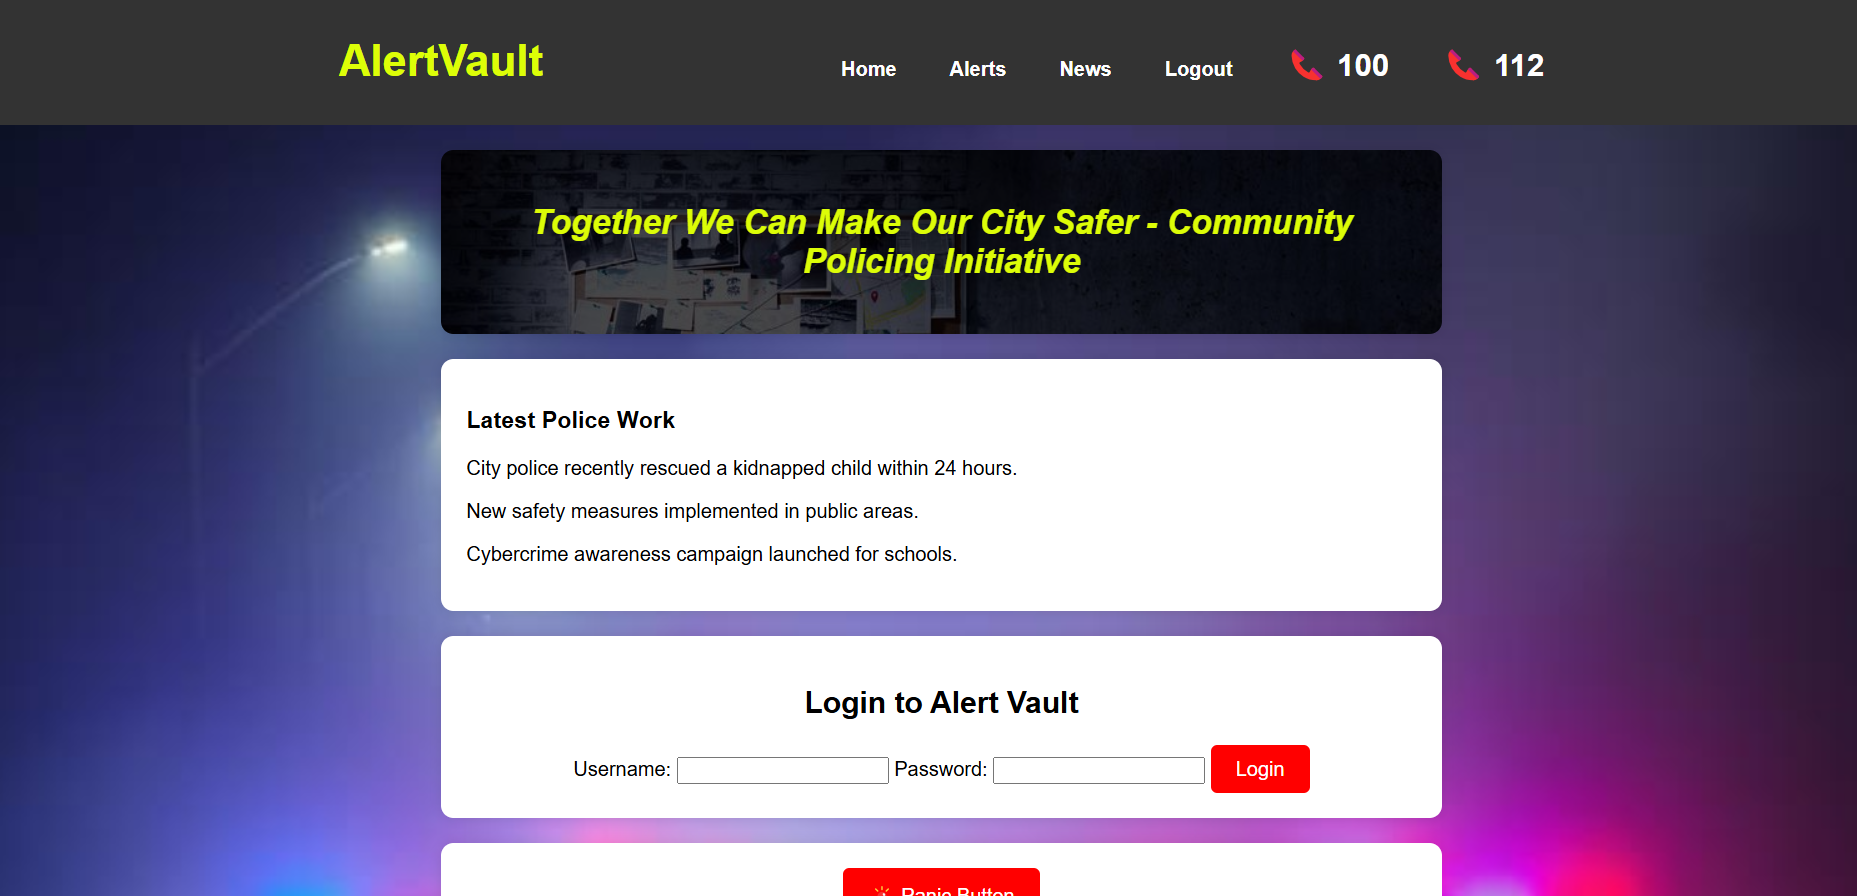 AlertVault
Home
Alerts
News
Logout
100
112
Together We Can Make Our City Safer - Community
Policing Initiative
Latest Police Work
City police recently rescued a kidnapped child within 24 hours.
New safety measures implemented in public areas.
Cybercrime awareness campaign launched for schools.
Login to Alert Vault
Username: Password: Login
Panic Button